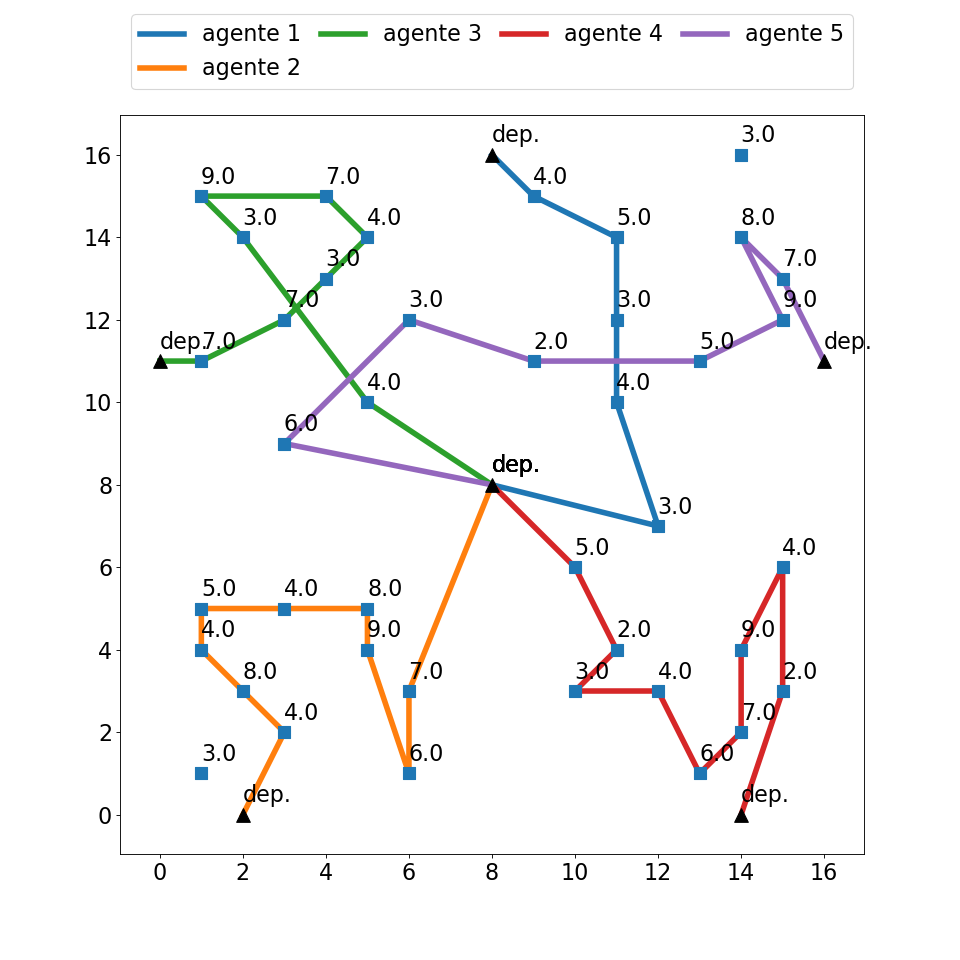 agente 1 agente 3 agente 4 agente 5
agente 2
dep. 3.0
16
9.0 7.0 4.0
3.0 4.0 5.0 8.0
14
3.0 7.0
7.0 3.0 3.0 9.0
12
dep. 7.0 2.0 5.0 dep.
4.0 4.0
10
6.0
dep.
8
3.0
5.0 4.0
6
5.0 4.0 8.0
4.0 9.0 2.0 9.0
4
8.0 7.0 3.0 4.0 2.0
4.0 7.0
2
3.0 6.0 6.0
dep. dep.
0
0 2 4 6 8 10 12 14 16